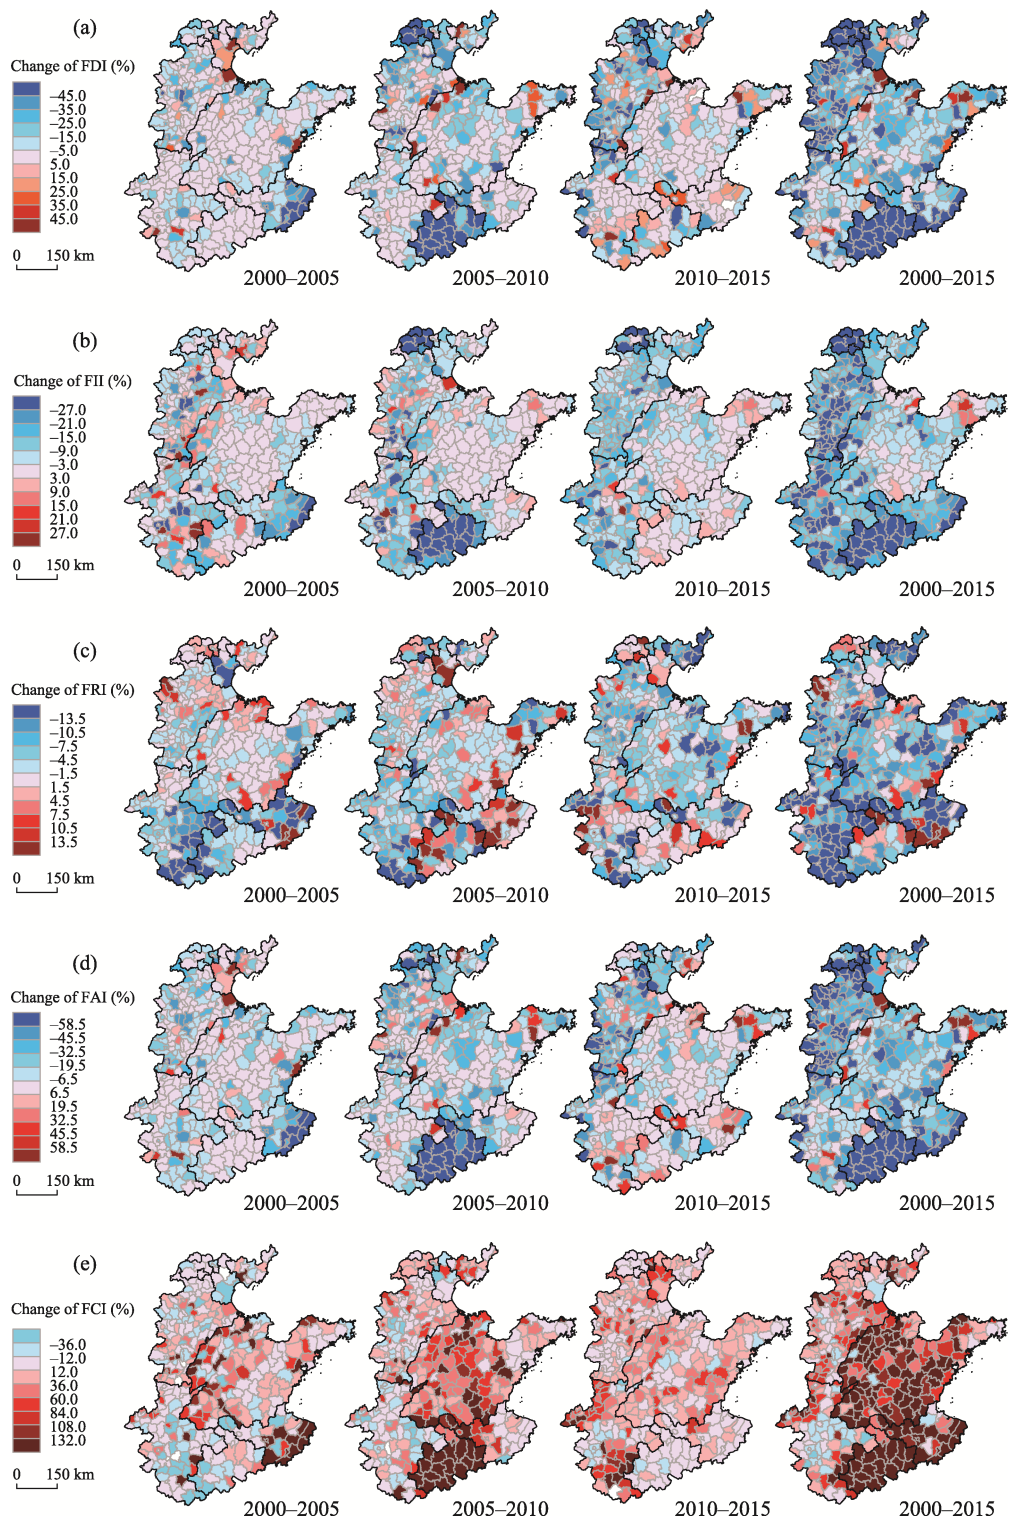 (a)
Change of FDI (%)
–45.0
–35.0
–25.0
–15.0
–5.0
5.0
15.0
25.0
35.0
45.0
0 150 km
2000–2005 2005–2010 2010–2015 2000–2015
(b)
Change of FII (%)
–27.0
–21.0
–15.0
–9.0
–3.0
3.0
9.0
15.0
21.0
27.0
0 150 km
2000–2005 2005–2010 2010–2015 2000–2015
(c)
Change of FRI (%)
–13.5
–10.5
–7.5
–4.5
–1.5
1.5
4.5
7.5
10.5
13.5
0 150 km
2000–2005 2005–2010 2010–2015 2000–2015
(d)
Change of FAI (%)
–58.5
–45.5
–32.5
–19.5
–6.5
6.5
19.5
32.5
45.5
58.5
0 150 km
2000–2005 2005–2010 2010–2015 2000–2015
(e)
Change of FCI (%)
–36.0
–12.0
12.0
36.0
60.0
84.0
108.0
132.0
0 150 km
2000–2005 2005–2010 2010–2015 2000–2015